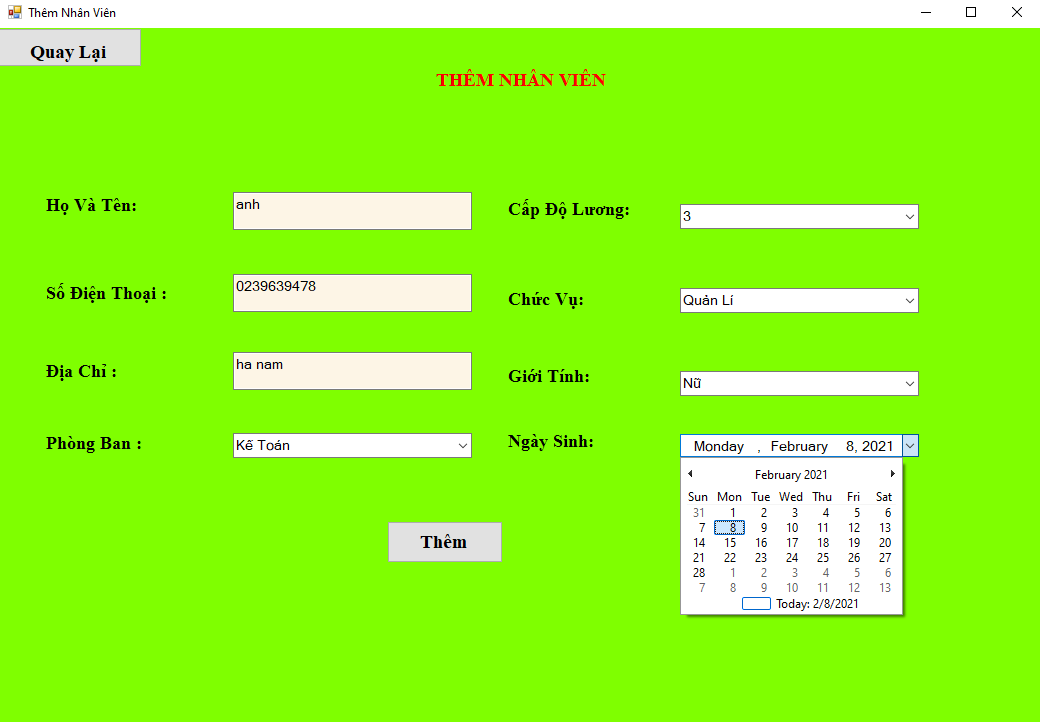 Thêm Nhân Viên
Quay Lại
THÊM NHÂN VIÊN
Họ Và Tên:
anh
Cấp Độ Lương:
3
Số Điện Thoại :
0239639478
Chức Vụ:
Quản Lí
Địa Chỉ :
ha nam
Giới Tính:
Nữ
Phòng Ban :
Kế Toán
Ngày Sinh:
Monday , February 8, 2021
February 2021
Sun Mon Tue Wed Thu Fri Sat
31 1 2 3 4 5 6
7 8 9 10 11 12 13
14 15 16 17 18 19 20
21 22 23 24 25 26 27
28 1 2 3 4 5 6
7 8 9 10 11 12 13
Today: 2/8/2021
Thêm